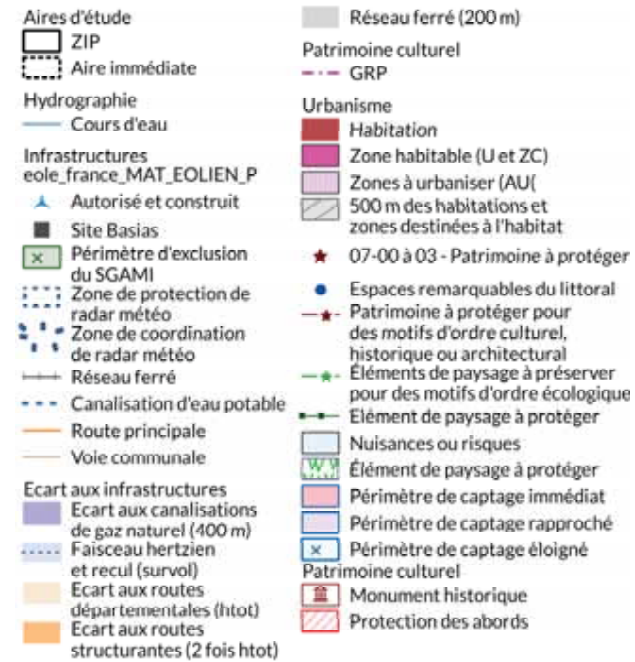 Aires d'étude
ZIP
Aire immédiate
Hydrographie
Cours d'eau
Infrastructures
eole_france_MAT_EOLIEN_P
Autorisé et construit
Site Basias
Périmètre d'exclusion
du SGAMI
Zone de protection de
radar météo
Zone de coordination
de radar météo
Réseau ferré
Canalisation d'eau potable
Route principale
Voie communale
Ecart aux infrastructures
Ecart aux canalisations
de gaz naturel (400 m)
Faisceau hertzien
et recul (survol)
Ecart aux routes
départementales (htot)
Ecart aux routes
structurantes (2 fois htot)
Réseau ferré (200 m)
Patrimoine culturel
GRP
Urbanisme
Habitation
Zone habitable (U et ZC)
Zones à urbaniser (AU(
500 m des habitations et
zones destinées à l'habitat
07-00 à 03 - Patrimoine à protéger
Espaces remarquables du littoral
Patrimoine à protéger pour
des motifs d'ordre culturel,
historique ou architectural
Éléments de paysage à préserver
pour des motifs d'ordre écologique
Elément de paysage à protéger
Nuisances ou risques
Élément de paysage à protéger
Périmètre de captage immédiat
Périmètre de captage rapproché
Périmètre de captage éloigné
Patrimoine culturel
Monument historique
Protection des abords